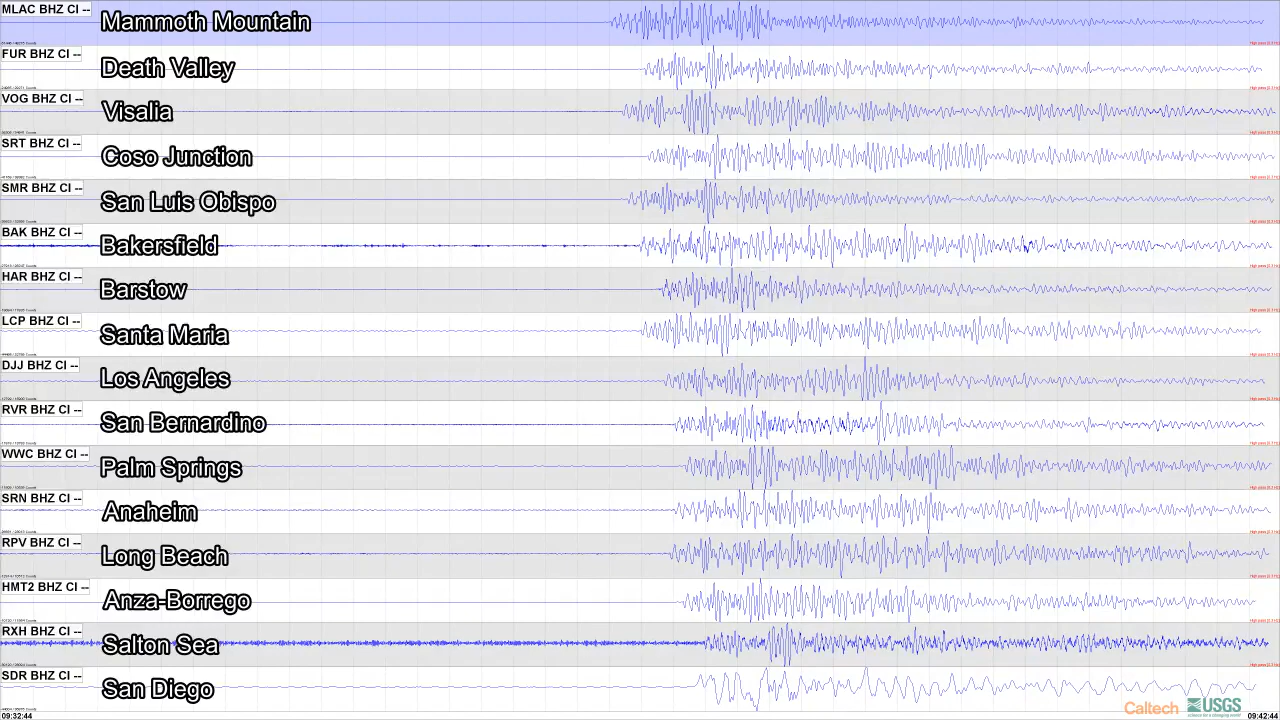 MLAC BHZ CI --
Mammoth Mountain
FUR BHZ CI --
Death Valley
VOG BHZ CI --
Visalia
SRT BHZ CI --
Coso Junction
SMR BHZ CI --
San Luis Obispo
BAK BHZ CI --
Bakersfield
HAR BHZ CI --
Barstow
LCP BHZ CI --
Santa Maria
DJJ BHZ CI --
Los Angeles
RVR BHZ CI --
San Bernardino
WWC BHZ CI --
Palm Springs
SRN BHZ CI --
Anaheim
RPV BHZ CI --
Long Beach
HMT2 BHZ CI --
Anza-Borrego
RXH BHZ CI --
Salton Sea
SDR BHZ CI --
San Diego
Caltech USGS
09:32:44
09:42:44